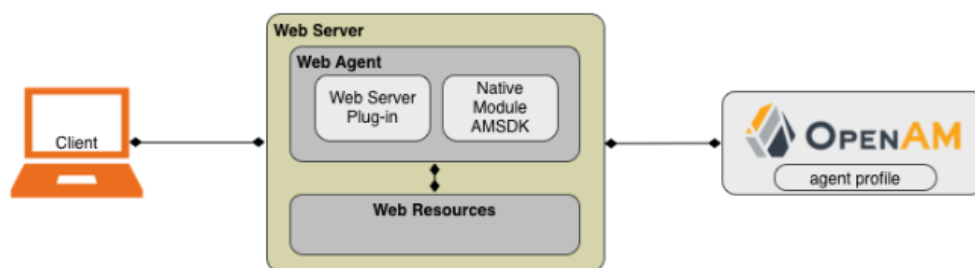 Web Server
Web Agent
Web Server
Plug-in
Native
Module
AMSDK
Client
OPENAM
agent profile
Web Resources